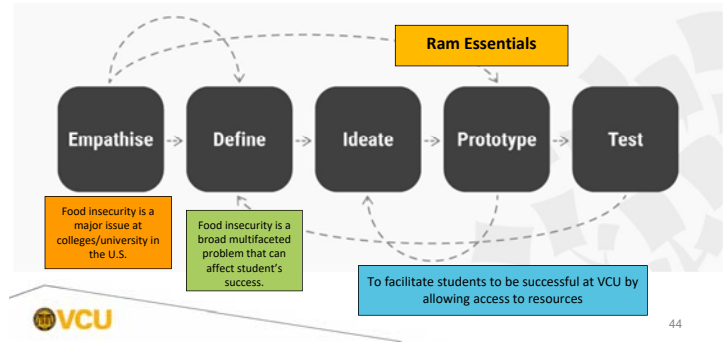 Ram Essentials
Empathise
Define
Ideate
Prototype
Test
Food insecurity is a
major issue at
colleges/university in
the U.S.
Food insecurity is a
broad multifaceted
problem that can
affect student's
success.
To facilitate students to be successful at VCU by
allowing access to resources
VCU
44